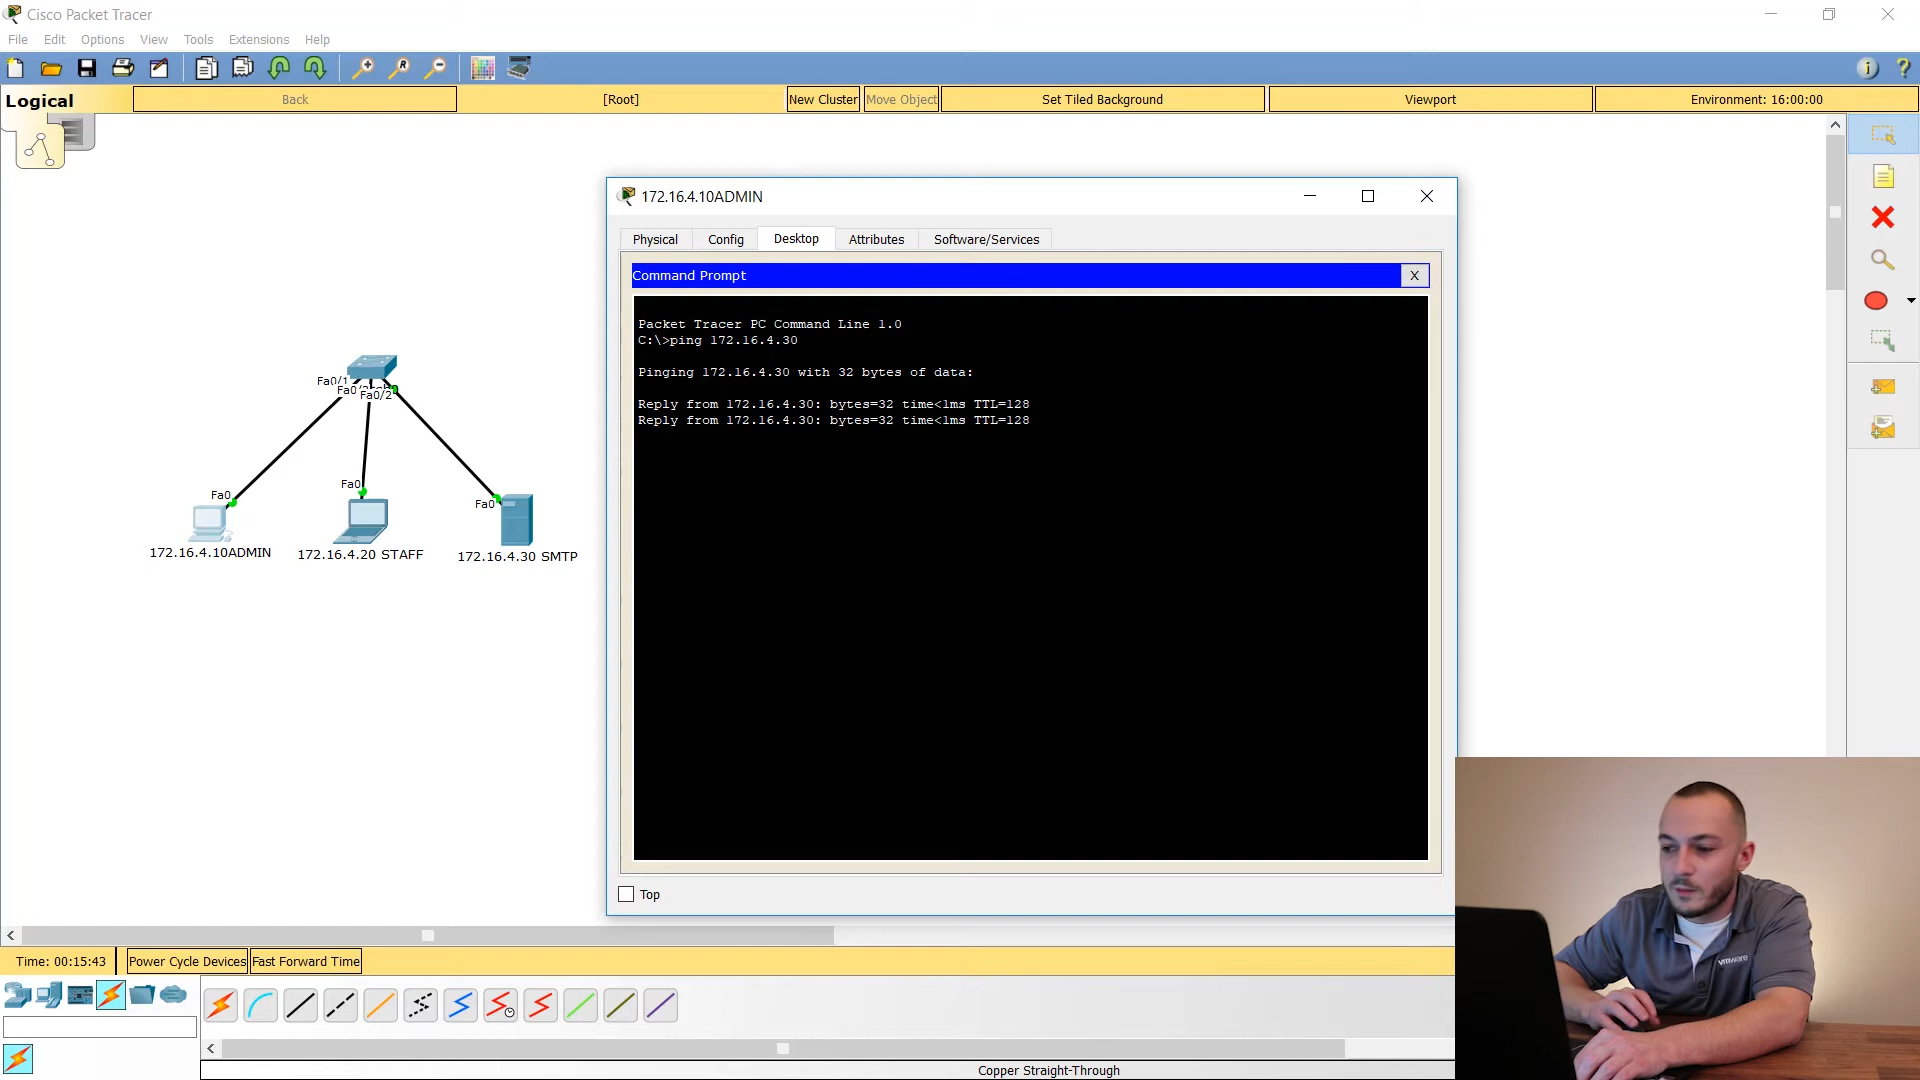 Cisco Packet Tracer
File Edit Options View Tools Extensions Help
Logical
Back
[Root]
New Cluster
Move Object
Set Tiled Background
Viewport
Environment: 16:00:00
172.16.4.10ADMIN
Physical Config Desktop Attributes Software/Services
Command Prompt
X
Packet Tracer PC Command Line 1.0
C:\>ping 172.16.4.30
Pinging 172.16.4.30 with 32 bytes of data:
Reply from 172.16.4.30: bytes=32 time<1ms TTL=128
Reply from 172.16.4.30: bytes=32 time<1ms TTL=128
Fa0/1
Fa0/2
Fa0
Fa0
Fa0
172.16.4.10ADMIN
172.16.4.20 STAFF
172.16.4.30 SMTP
Top
vmware
Time: 00:15:43
Power Cycle Devices
Fast Forward Time
Copper Straight-Through